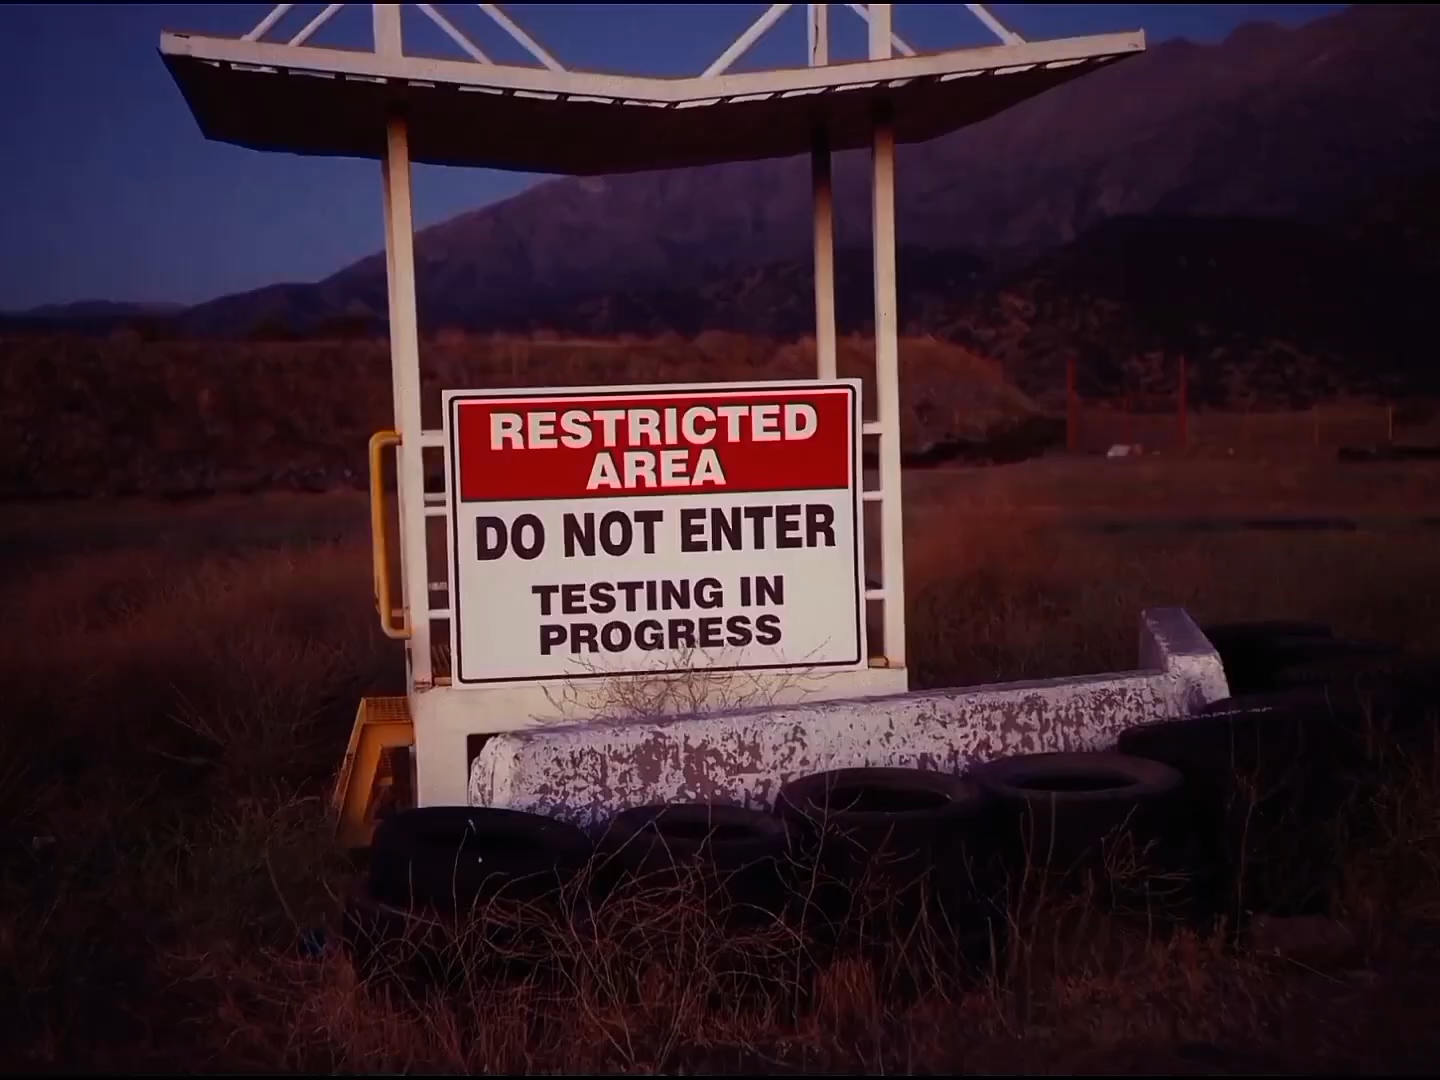 RESTRICTED
AREA
DO NOT ENTER
TESTING IN
PROGRESS